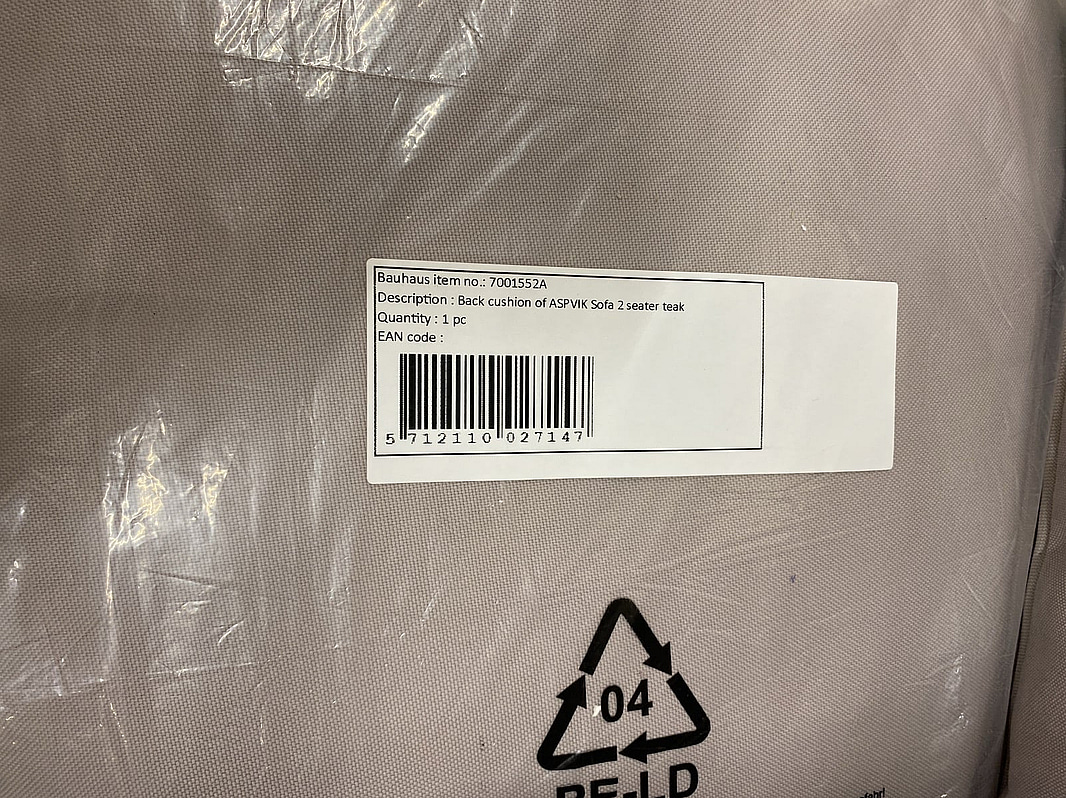 Bauhaus item no.: 7001552A
Description : Back cushion of ASPVIK Sofa 2 seater teak
Quantity : 1 pc
EAN code :
5 712110 027147
04
PE-LD